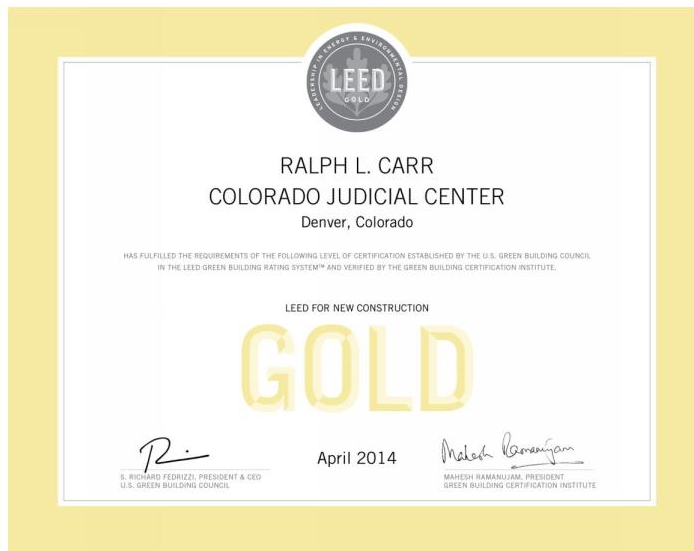 LEADERSHIP IN ENERGY & ENVIRONMENTAL DESIGN
LEED
GOLD
RALPH L. CARR
COLORADO JUDICIAL CENTER
Denver, Colorado
HAS FULFILLED THE REQUIREMENTS OF THE FOLLOWING LEVEL OF CERTIFICATION ESTABLISHED BY THE U.S. GREEN BUILDING COUNCIL
IN THE LEED GREEN BUILDING RATING SYSTEM™ AND VERIFIED BY THE GREEN BUILDING CERTIFICATION INSTITUTE.
LEED FOR NEW CONSTRUCTION
GOLD
April 2014
Mahesh Ramanujam
S. RICHARD FEDRIZZI, PRESIDENT & CEO
U.S. GREEN BUILDING COUNCIL
MAHESH RAMANUJAM, PRESIDENT
GREEN BUILDING CERTIFICATION INSTITUTE